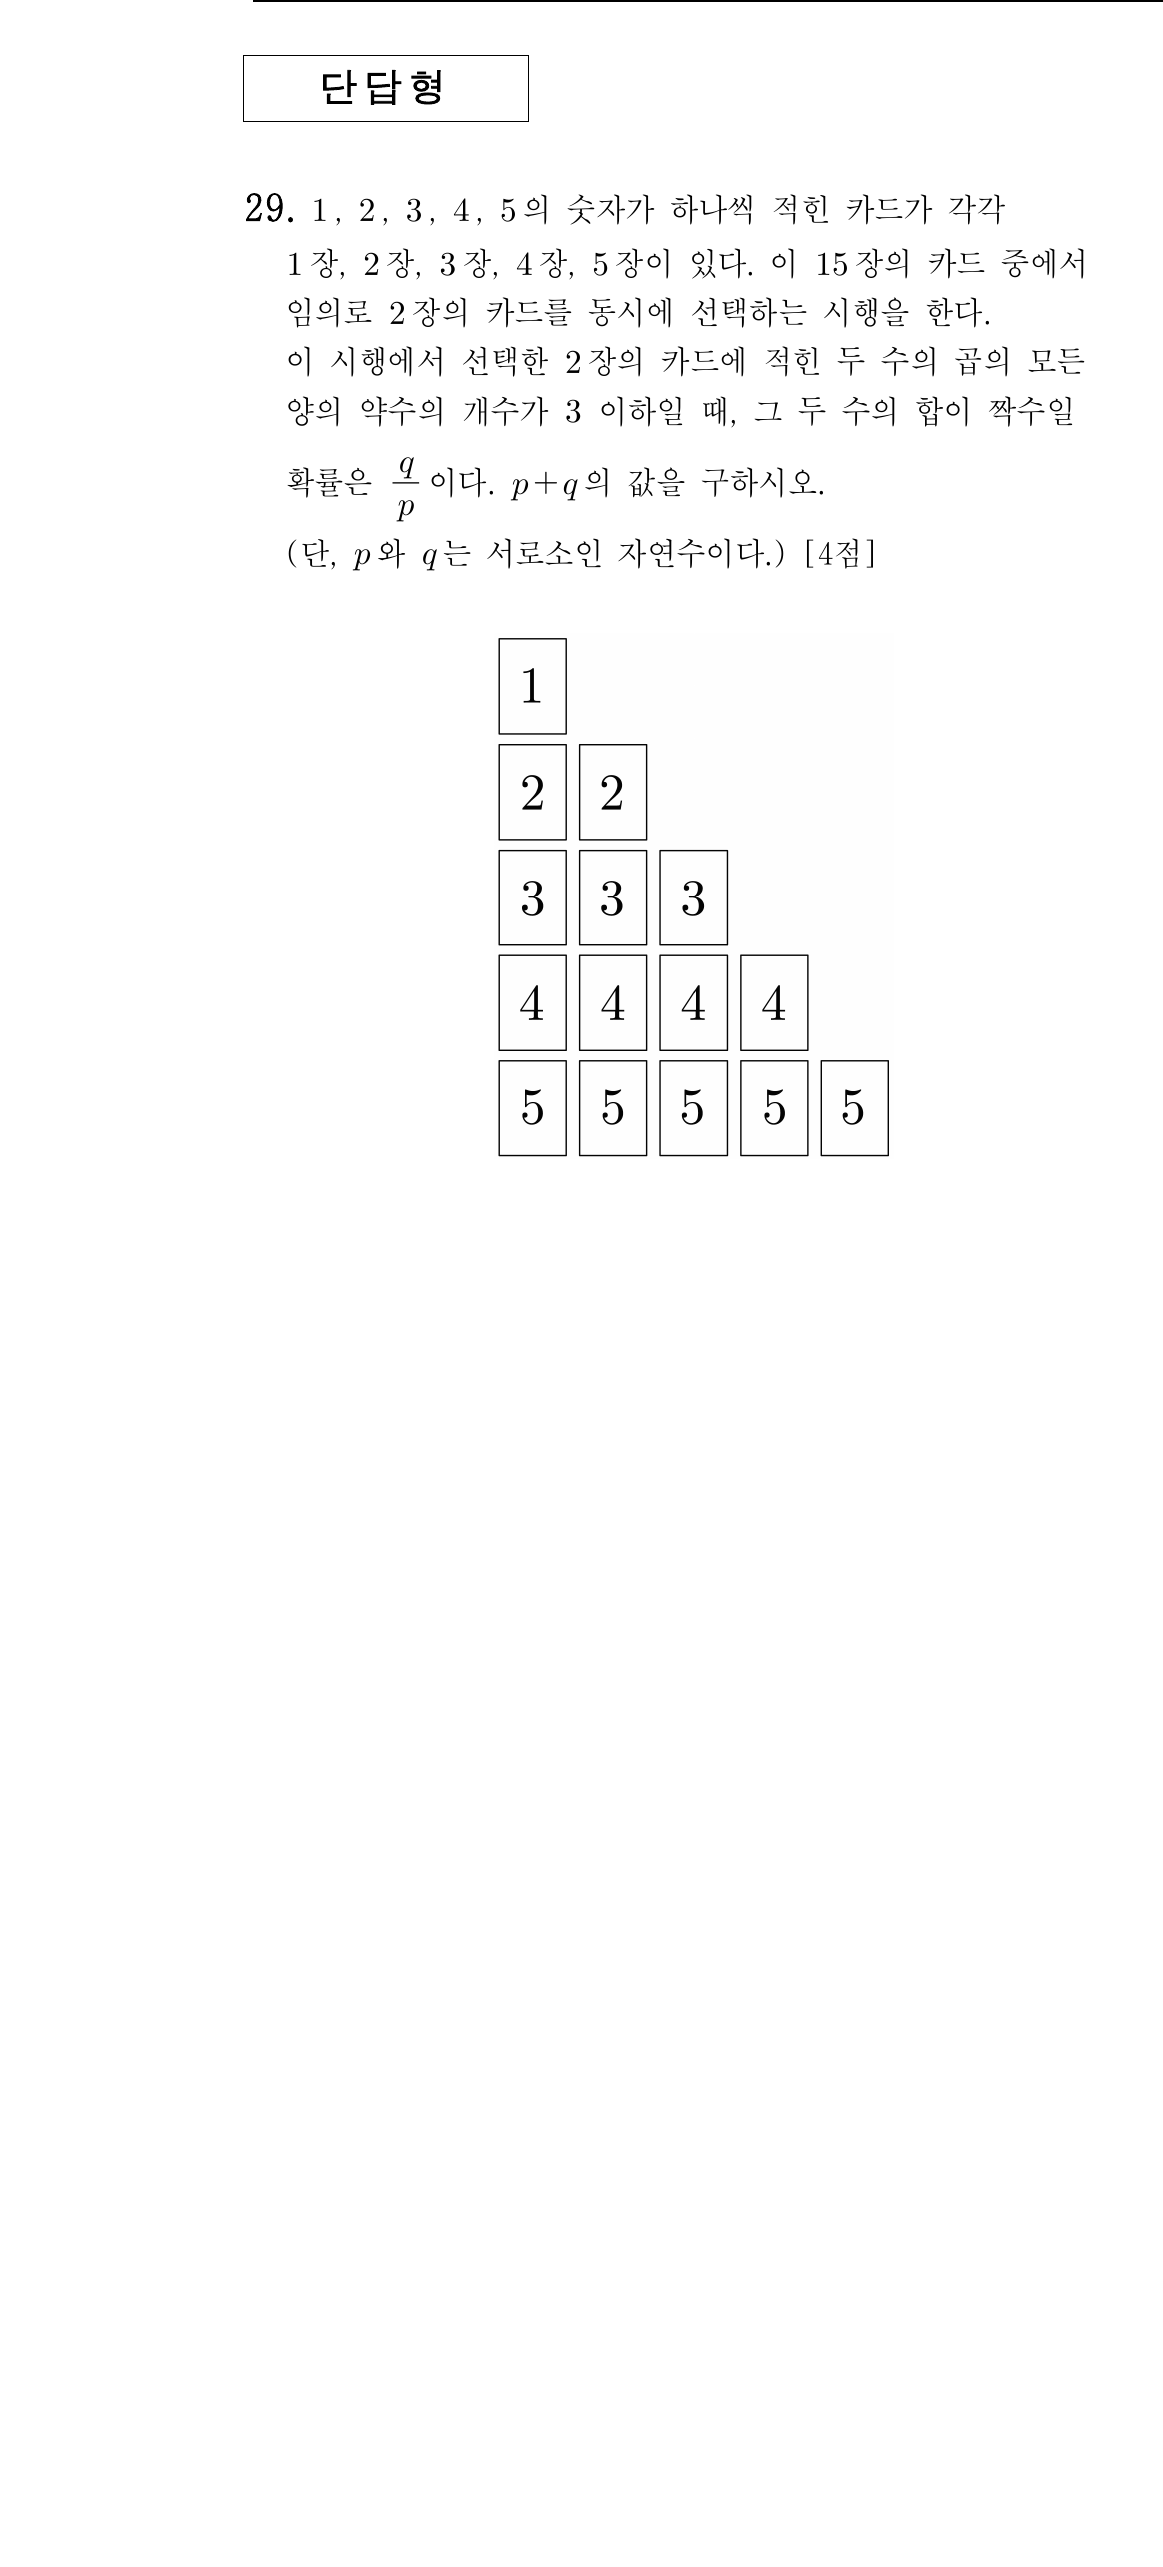 단답형
29. 1, 2, 3, 4, 5의 숫자가 하나씩 적힌 카드가 각각
1장, 2장, 3장, 4장, 5장이 있다. 이 15장의 카드 중에서
임의로 2장의 카드를 동시에 선택하는 시행을 한다.
이 시행에서 선택한 2장의 카드에 적힌 두 수의 곱의 모든
양의 약수의 개수가 3 이하일 때, 그 두 수의 합이 짝수일
확률은 q/p이다. p+q의 값을 구하시오.
(단, p와 q는 서로소인 자연수이다.) [4점]
1
2 2
3 3 3
4 4 4 4
5 5 5 5 5